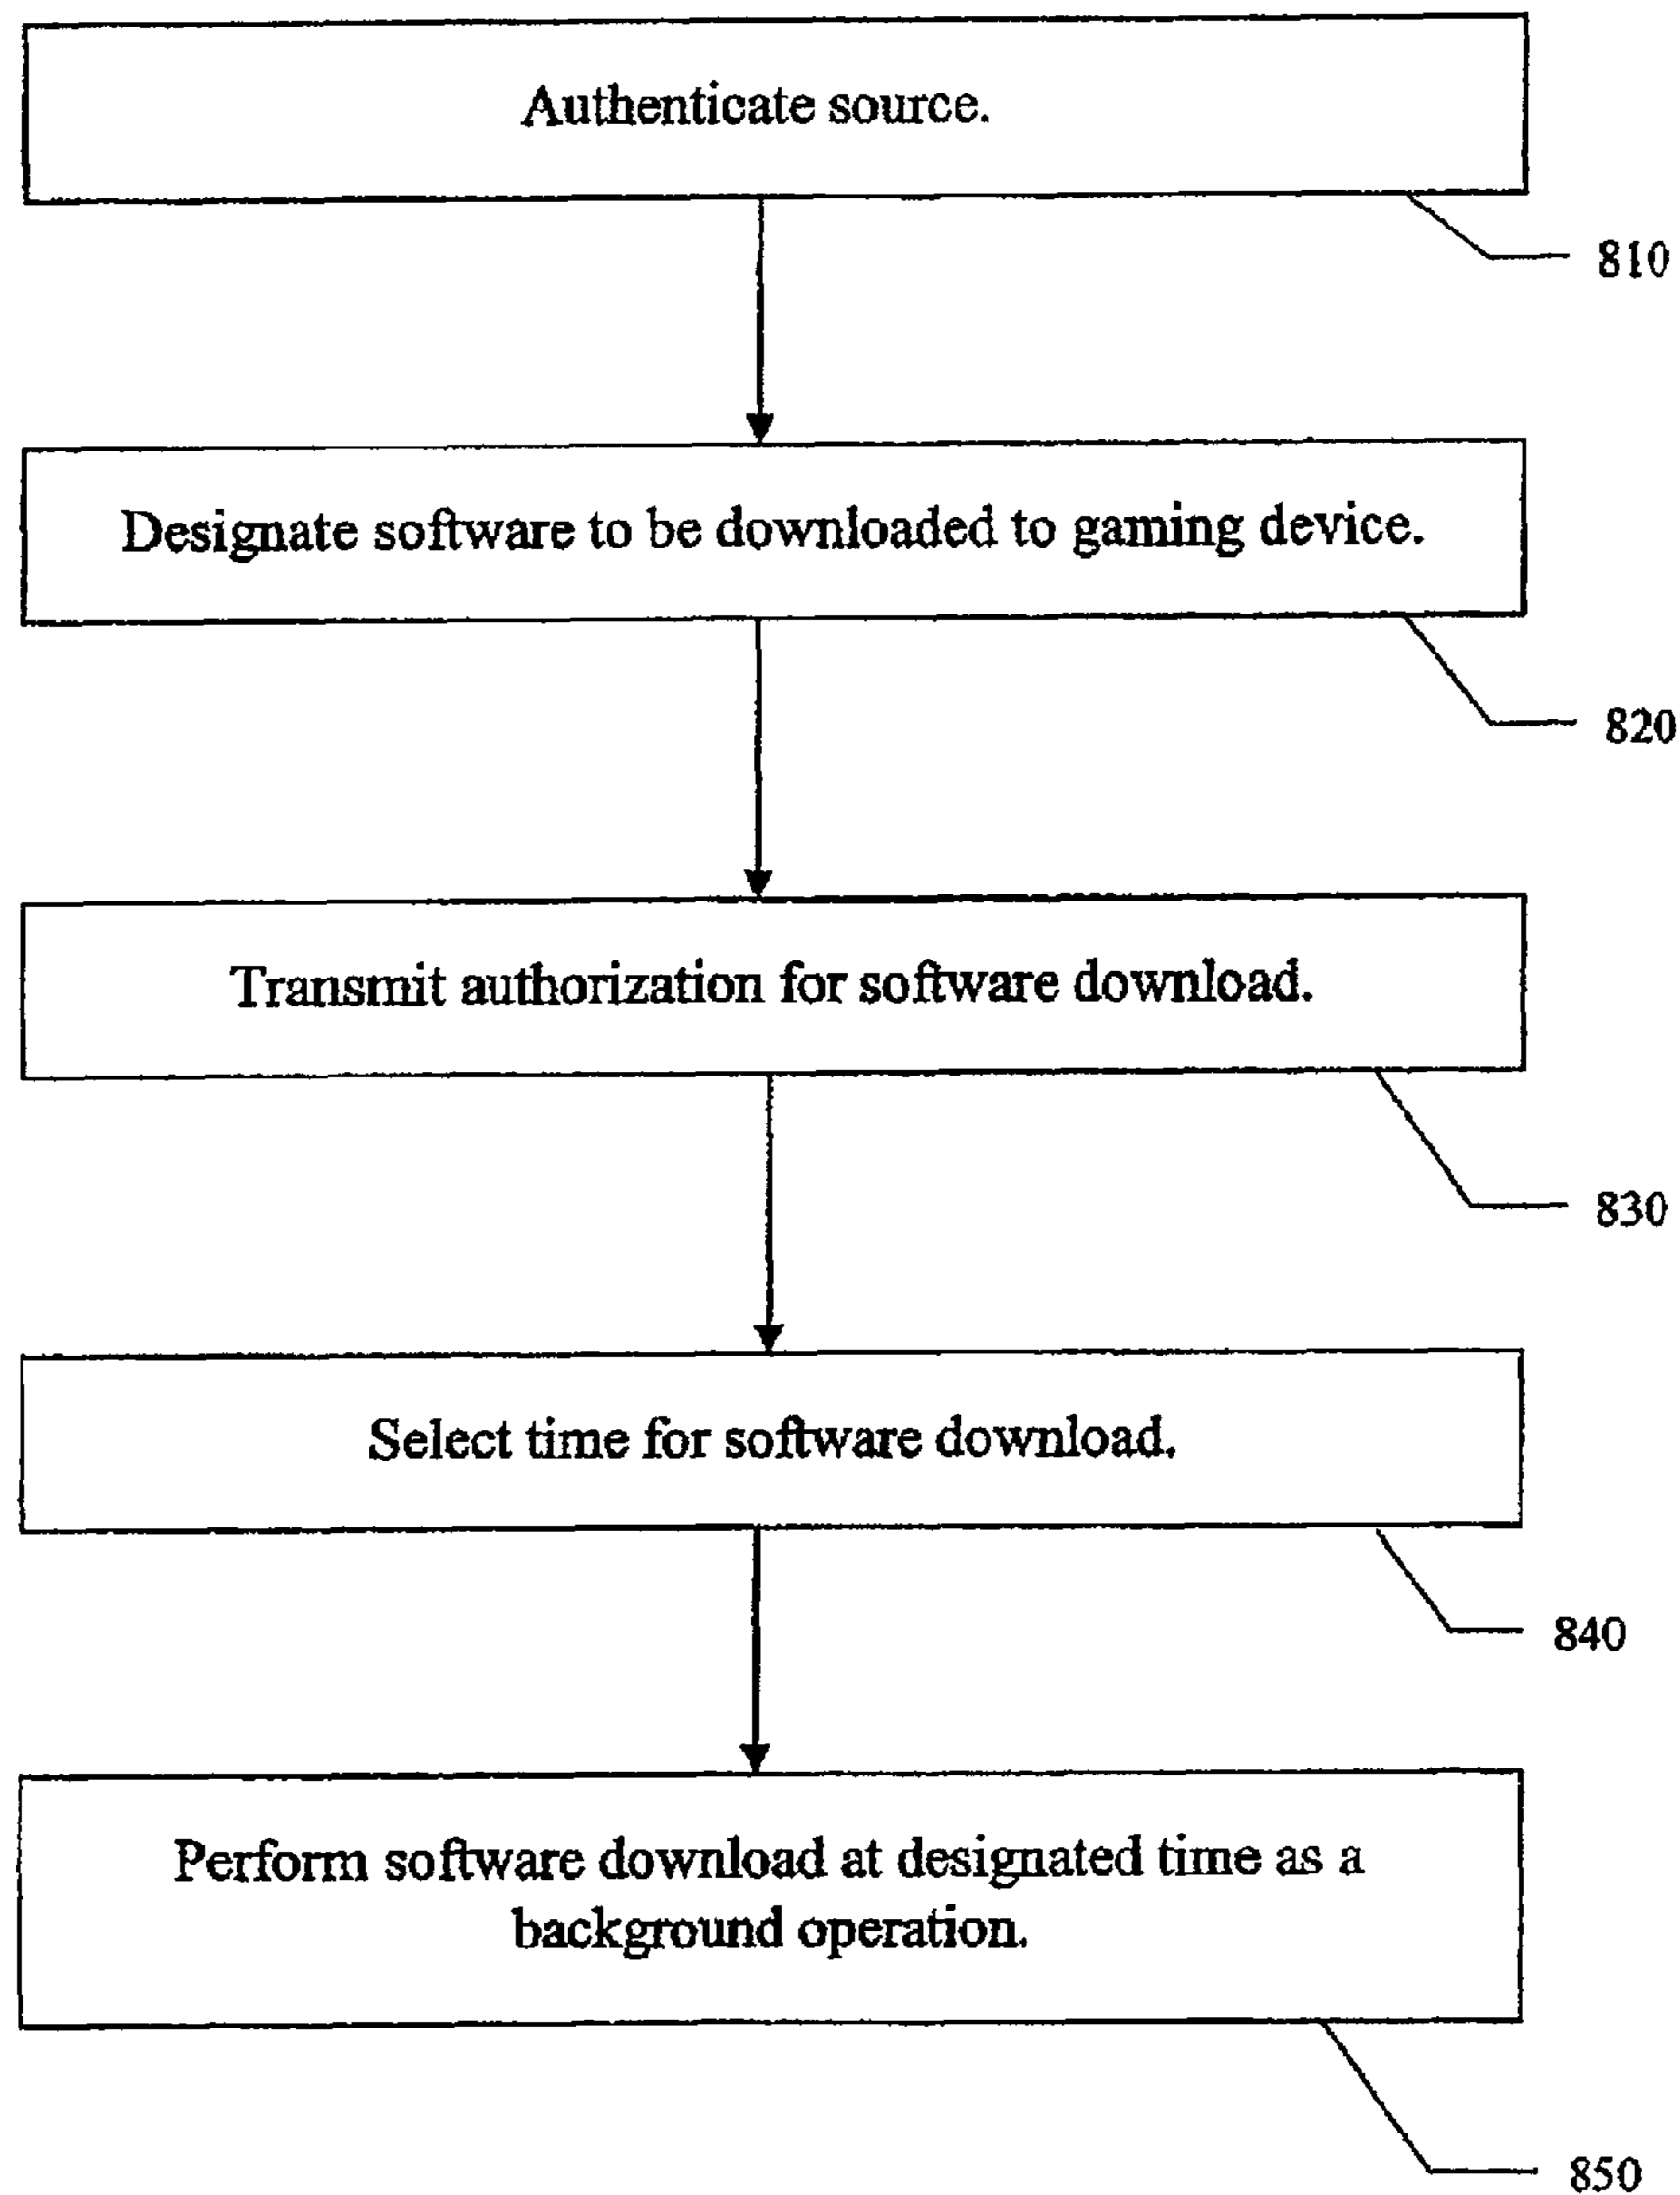 Authenticate source.
810
Designate software to be downloaded to gaming device.
820
Transmit authorization for software download.
830
Select time for software download.
840
Perform software download at designated time as a
background operation.
850